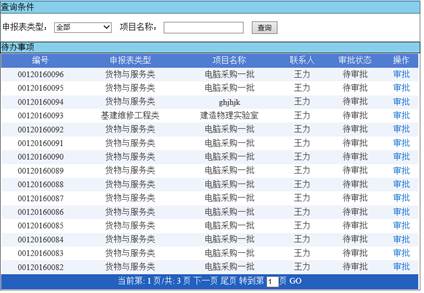 查询条件
申报表类型: 全部 项目名称: 查询
待办事项
编号 申报表类型 项目名称 联系人 审批状态 操作
00120160096 货物与服务类 电脑采购一批 王力 待审批 审批
00120160095 货物与服务类 电脑采购一批 王力 待审批 审批
00120160094 货物与服务类 ghjhjk 王力 待审批 审批
00120160093 基建维修工程类 建造物理实验室 王力 待审批 审批
00120160092 货物与服务类 电脑采购一批 王力 待审批 审批
00120160091 货物与服务类 电脑采购一批 王力 待审批 审批
00120160090 货物与服务类 电脑采购一批 王力 待审批 审批
00120160089 货物与服务类 电脑采购一批 王力 待审批 审批
00120160088 货物与服务类 电脑采购一批 王力 待审批 审批
00120160087 货物与服务类 电脑采购一批 王力 待审批 审批
00120160086 货物与服务类 电脑采购一批 王力 待审批 审批
00120160085 货物与服务类 电脑采购一批 王力 待审批 审批
00120160084 货物与服务类 电脑采购一批 王力 待审批 审批
00120160083 货物与服务类 电脑采购一批 王力 待审批 审批
00120160082 货物与服务类 电脑采购一批 王力 待审批 审批
当前第: 1 页/共: 3 页 下一页 尾页 转到第 1 页 GO